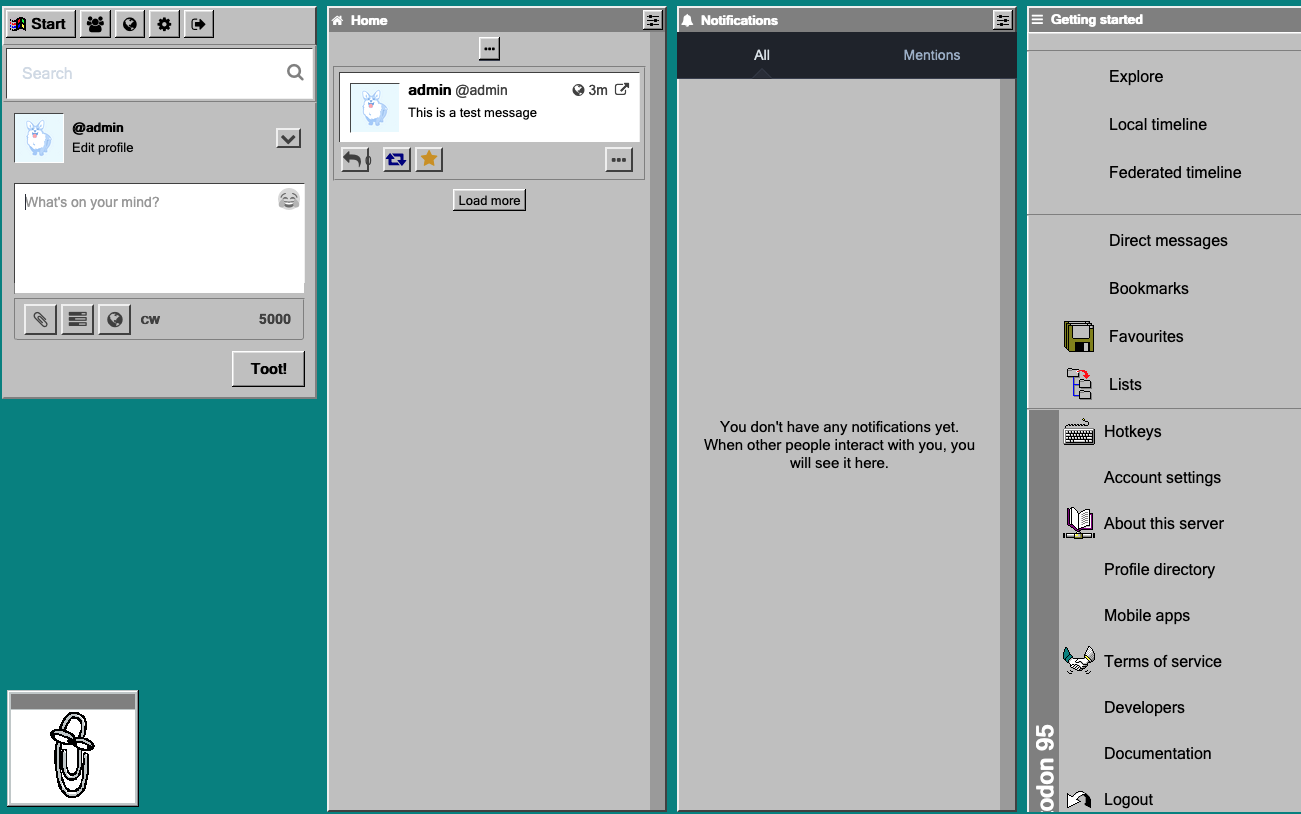 Start
Search
@admin
Edit profile
What's on your mind?
CW
5000
Toot!
Home
admin @admin
3m
This is a test message
0
Load more
Notifications
All
Mentions
You don't have any notifications yet.
When other people interact with you, you
will see it here.
Getting started
Explore
Local timeline
Federated timeline
Direct messages
Bookmarks
Favourites
Lists
Hotkeys
Account settings
About this server
Profile directory
Mobile apps
Terms of service
Developers
Documentation
Logout
odon 95